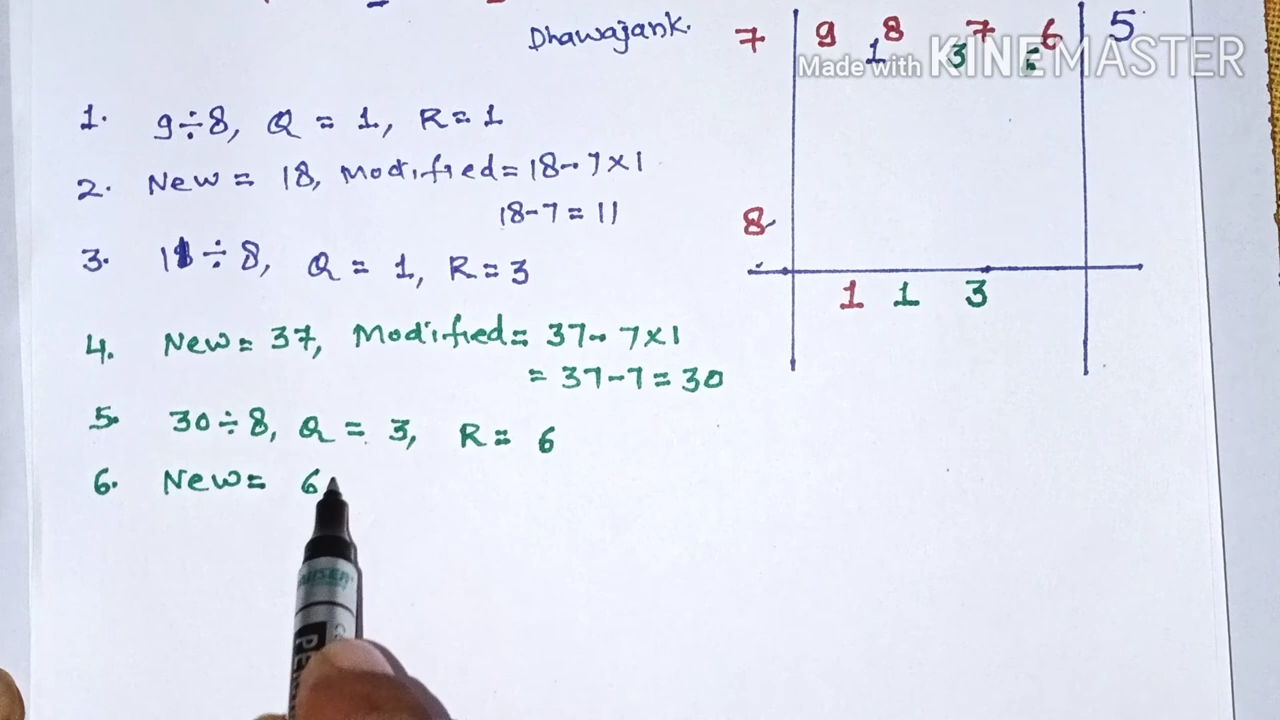 Dhawajank. 7 9 8 7 6 5
1 3 6
Made with KINEMASTER
1. 9÷8, Q = 1, R = 1
2. New = 18, Modified = 18-7×1
18-7 = 11
8
3. 11 ÷ 8, Q = 1, R = 3
1 1 3
4. New = 37, Modified = 37-7×1
= 37-7 = 30
5. 30÷8, Q = 3, R = 6
6. New = 6